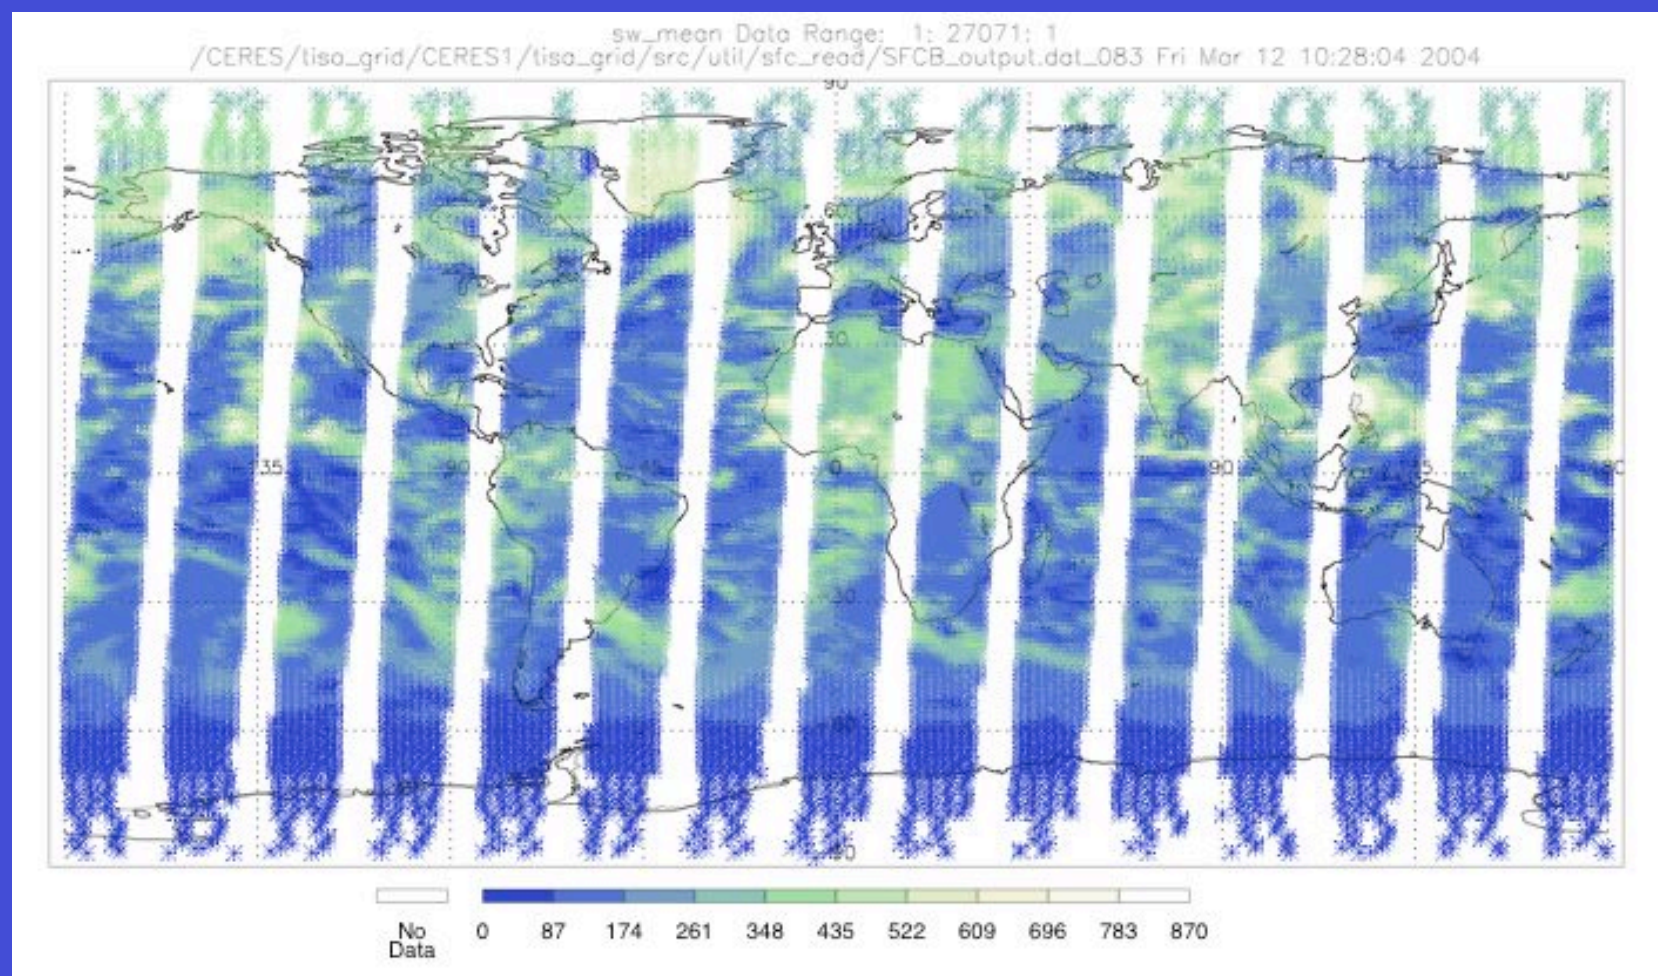 sw_mean Data Range: 1: 27071: 1
/CERES/tisa_grid/CERES1/tisa_grid/src/util/sfc_read/SFCB_output.dat_083 Fri Mar 12 10:28:04 2004
90
60
30
135 90 45 0 90 180
30
60
90
No Data
0 87 174 261 348 435 522 609 696 783 870